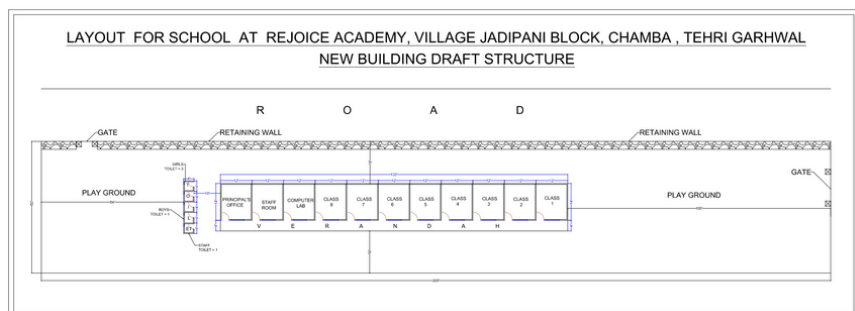 LAYOUT FOR SCHOOL AT REJOICE ACADEMY, VILLAGE JADIPANI BLOCK, CHAMBA , TEHRI GARHWAL
NEW BUILDING DRAFT STRUCTURE
R O A D
GATE
RETAINING WALL
RETAINING WALL
GIRLS
TOILET = 2
GATE
PLAY GROUND
PLAY GROUND
T
O
I
L
ET
BOYS
TOILET = 1
STAFF
TOILET = 1
PRINCIPAL'S
OFFICE
STAFF
ROOM
COMPUTER
LAB
CLASS
8
CLASS
7
CLASS
6
CLASS
5
CLASS
4
CLASS
3
CLASS
2
CLASS
1
V E R A N D A H